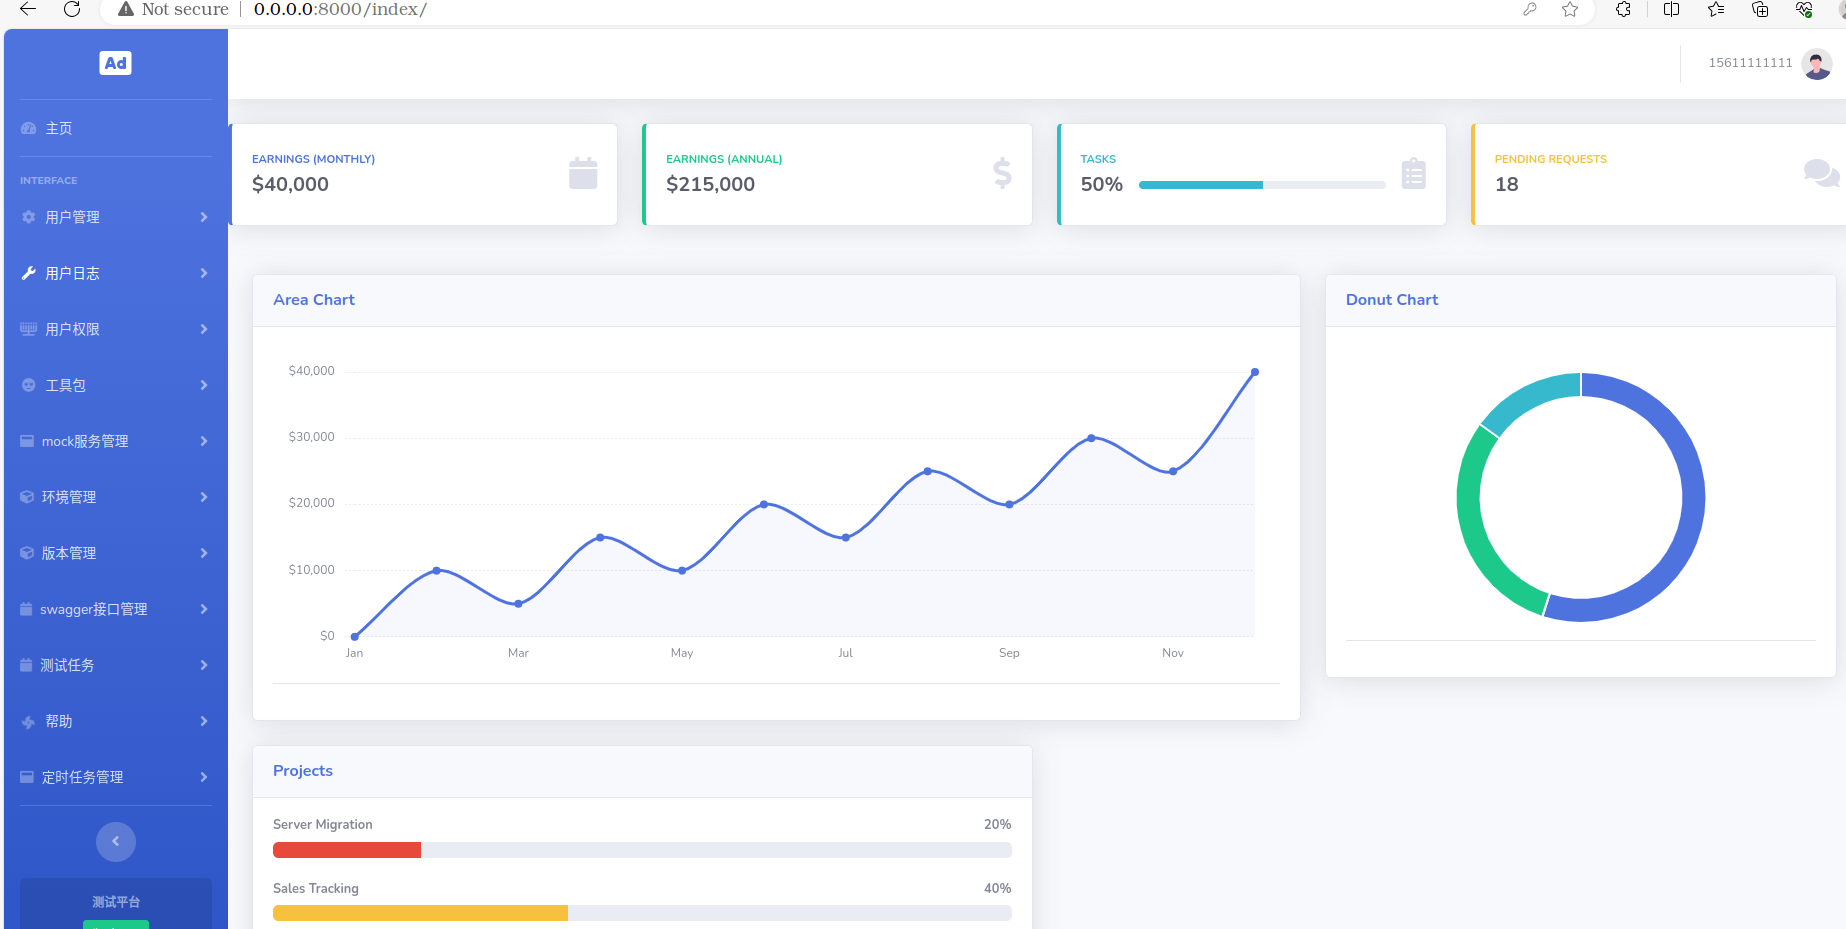 Not secure
0.0.0.0:8000/index/
Ad
15611111111
主页
INTERFACE
用户管理
用户日志
用户权限
工具包
mock服务管理
环境管理
版本管理
swagger接口管理
测试任务
帮助
定时任务管理
测试平台
EARNINGS (MONTHLY)
$40,000
EARNINGS (ANNUAL)
$215,000
TASKS
50%
PENDING REQUESTS
18
Area Chart
$40,000
$30,000
$20,000
$10,000
$0
Jan Mar May Jul Sep Nov
Donut Chart
Projects
Server Migration 20%
Sales Tracking 40%